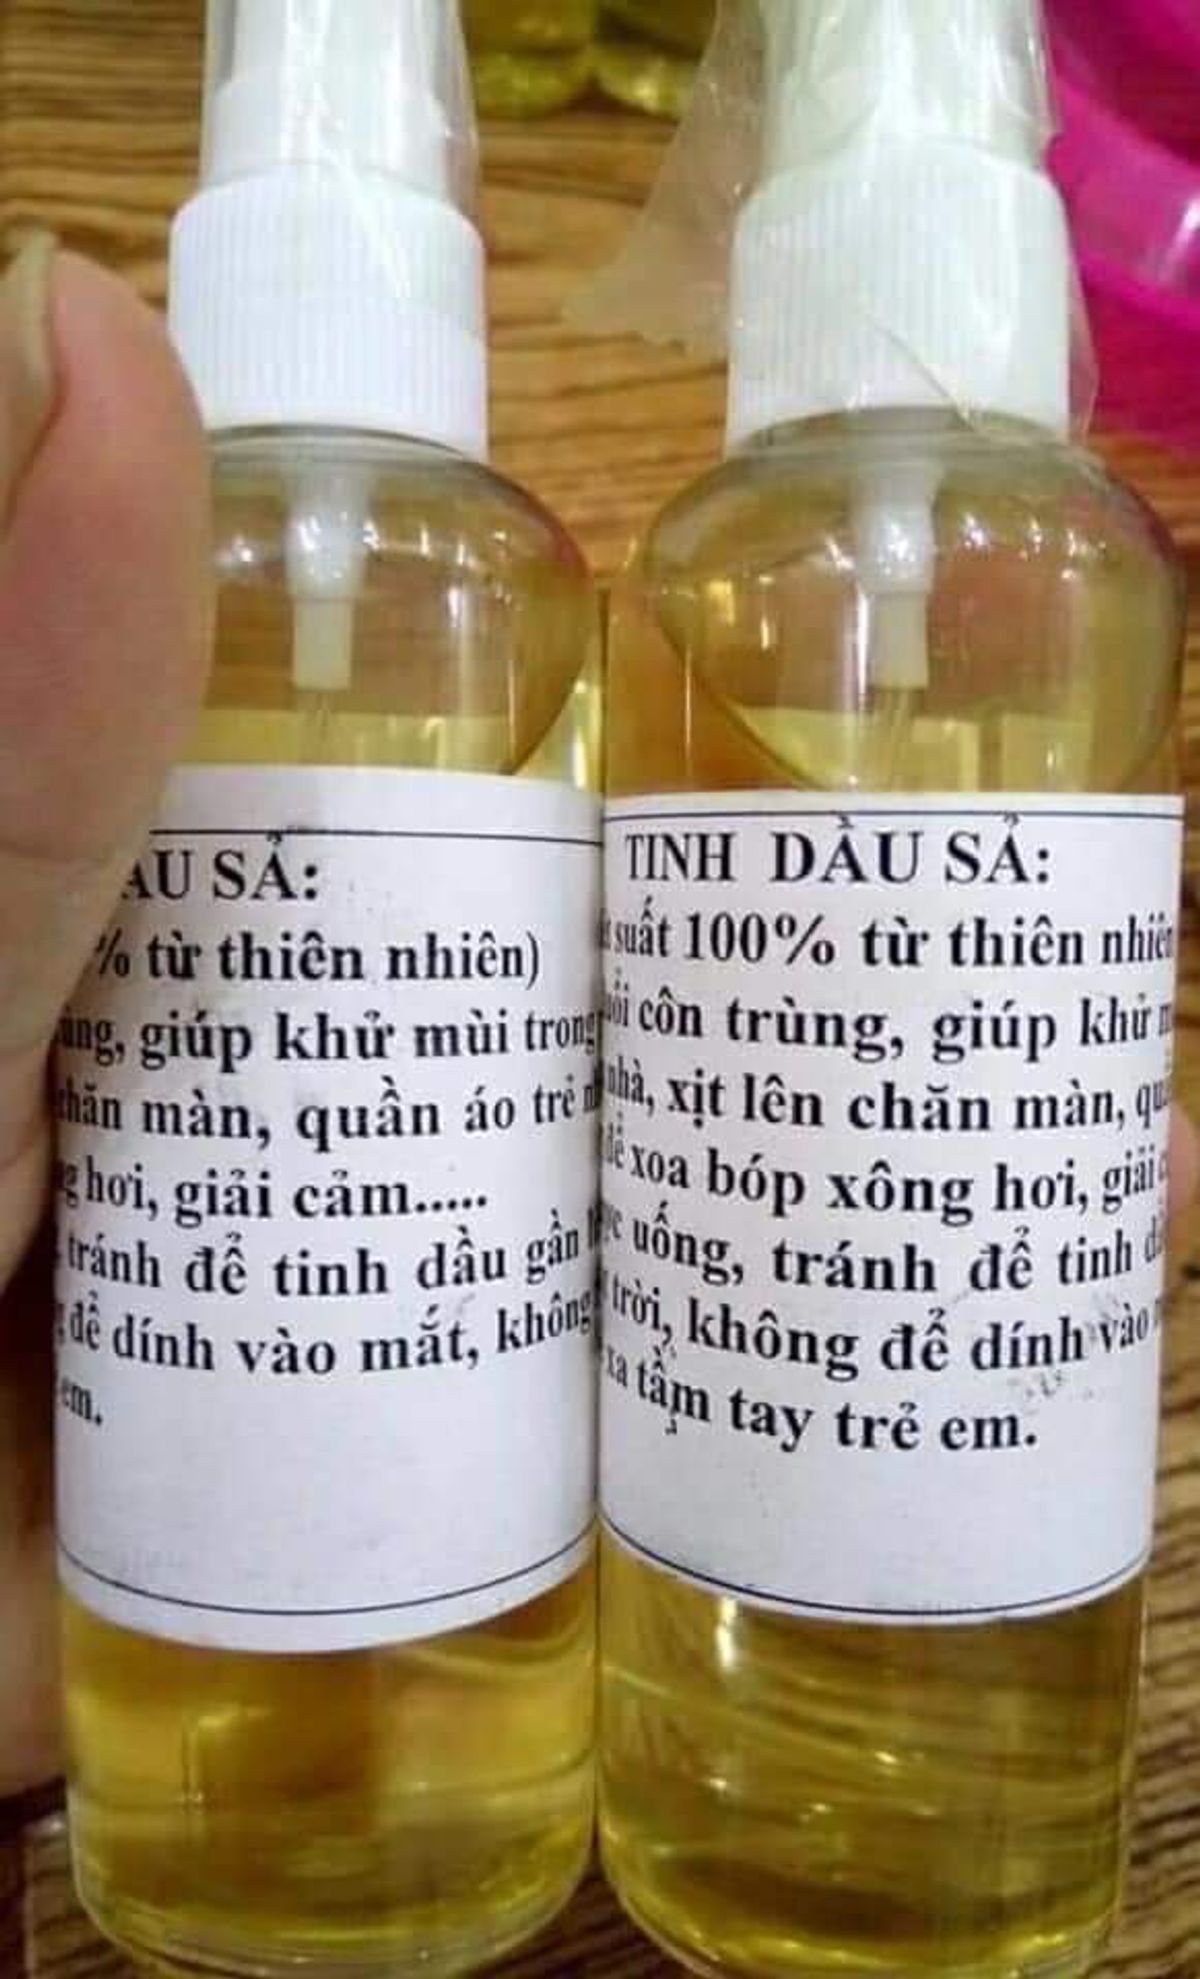 SẢ:
từ thiên nhiên)
giúp khử mùi trong
màn, quần áo trẻ
hơi, giải cảm.....
tránh để tinh dầu gần
để dính vào mắt, không
em.
TINH DẦU SẢ:
suất 100% từ thiên nhiên
côn trùng, giúp khử
nhà, xịt lên chăn màn,
xoa bóp xông hơi, giải
uống, tránh để tinh
trời, không để dính vào
xa tầm tay trẻ em.